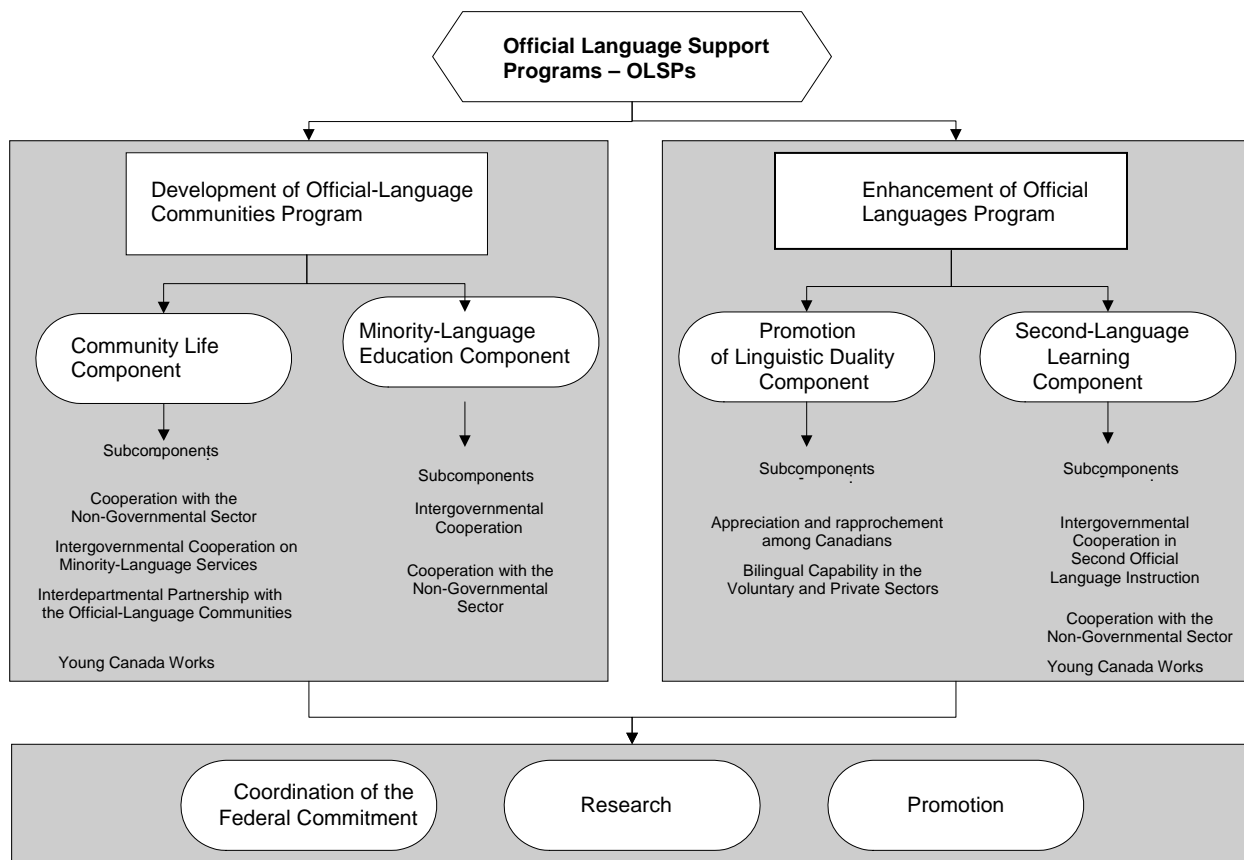 Official Language Support
Programs – OLSPs
Development of Official-Language
Communities Program
Enhancement of Official
Languages Program
Community Life
Component
Minority-Language
Education Component
Promotion
of Linguistic Duality
Component
Second-Language
Learning
Component
Subcomponents
Cooperation with the
Non-Governmental Sector
Intergovernmental Cooperation on
Minority-Language Services
Interdepartmental Partnership with
the Official-Language Communities
Young Canada Works
Subcomponents
Intergovernmental
Cooperation
Cooperation with the
Non-Governmental
Sector
Subcomponents
Appreciation and rapprochement
among Canadians
Bilingual Capability in the
Voluntary and Private Sectors
Subcomponents
Intergovernmental
Cooperation in
Second Official
Language Instruction
Cooperation with the
Non-Governmental Sector
Young Canada Works
Coordination of the
Federal Commitment
Research
Promotion